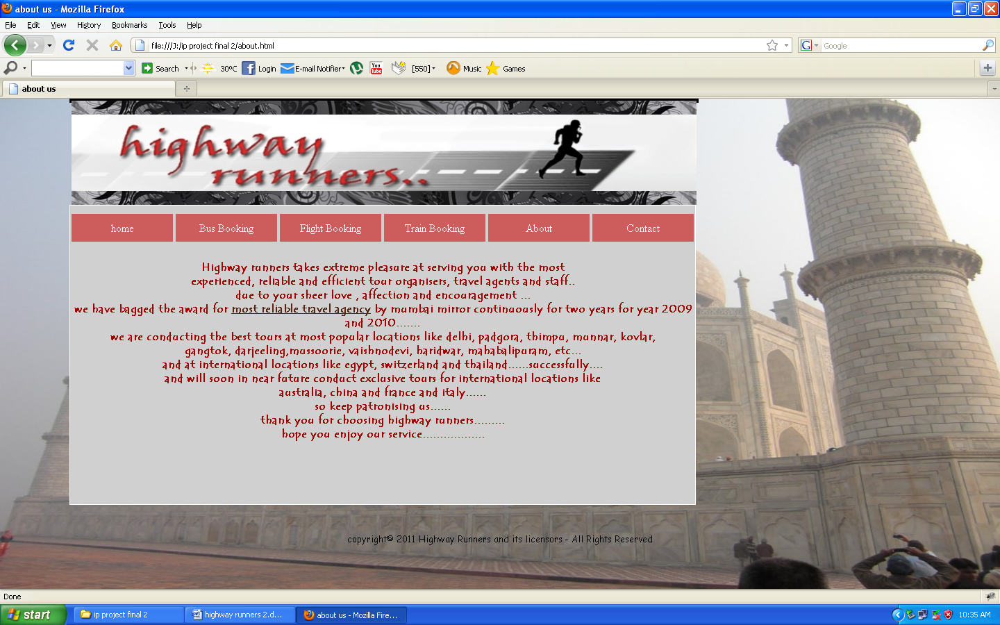 about us - Mozilla Firefox
File Edit View History Bookmarks Tools Help
file:///J:/ip project final 2/about.html
Google
Search 30ºC Login E-mail Notifier You Tube [550] Music Games
about us
highway
runners..
home Bus Booking Flight Booking Train Booking About Contact
Highway runners takes extreme pleasure at serving you with the most
experienced, reliable and efficient tour organisers, travel agents and staff..
due to your sheer love , affection and encouragement ...
we have bagged the award for most reliable travel agency by mumbai mirror continuously for two years for year 2009
and 2010.......
we are conducting the best tours at most popular locations like delhi, padgora, thimpu, munnar, kovlar,
gangtok, darjeeling,mussoorie, vaishnodevi, haridwar, mahabalipuram, etc...
and at international locations like egypt, switzerland and thailand......successfully....
and will soon in near future conduct exclusive tours for international locations like
australia, china and france and italy......
so keep patronising us......
thank you for choosing highway runners.........
hope you enjoy our service..................
copyright© 2011 Highway Runners and its licensors - All Rights Reserved
Done
start ip project final 2 highway runners 2.d... about us - Mozilla Fire... 10:35 AM